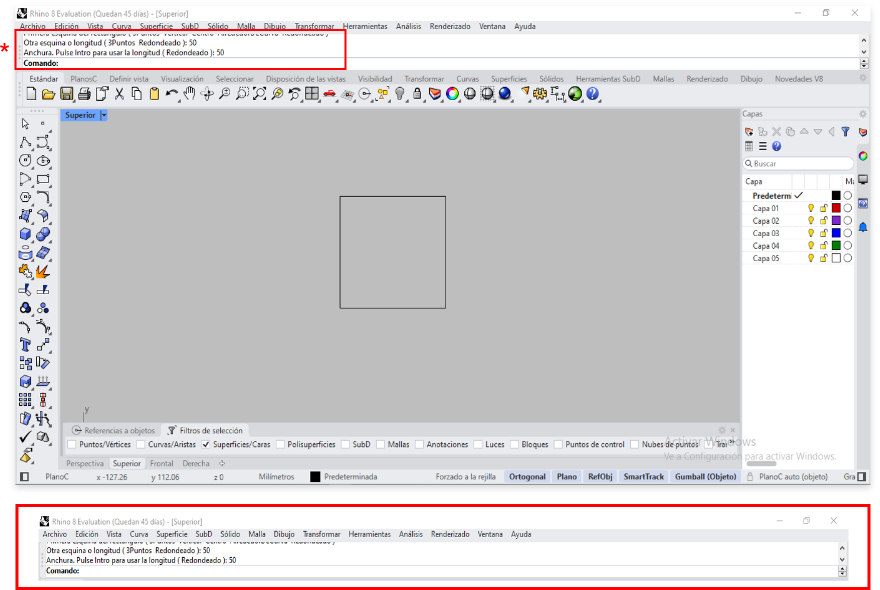 Rhino 8 Evaluation (Quedan 45 días) - [Superior]
Archivo Edición Vista Curva Superficie SubD Sólido Malla Dibujo Transformar Herramientas Análisis Renderizado Ventana Ayuda
*
Otra esquina o longitud ( 3Puntos Redondeado ): 50
Anchura. Pulse Intro para usar la longitud ( Redondeado ): 50
Comando:
Estándar PlanosC Definir vista Visualización Seleccionar Disposición de las vistas Visibilidad Transformar Curvas Superficies Sólidos Herramientas SubD Mallas Renderizado Dibujo Novedades V8
Superior
Capas
Buscar
Capa
Predetermi
Capa 01
Capa 02
Capa 03
Capa 04
Capa 05
y
Referencias a objetos Filtros de selección
Puntos/Vértices Curvas/Aristas Superficies/Caras Polisuperficies SubD Mallas Anotaciones Luces Bloques Puntos de control Nubes de puntos
Activar Windows
Ve a Configuración para activar Windows.
Perspectiva Superior Frontal Derecha
PlanoC x -127.26 y 112.06 z 0 Milímetros Predeterminada Forzado a la rejilla Ortogonal Plano RefObj SmartTrack Gumball (Objeto) PlanoC auto (objeto) Gra
Rhino 8 Evaluation (Quedan 45 días) - [Superior]
Archivo Edición Vista Curva Superficie SubD Sólido Malla Dibujo Transformar Herramientas Análisis Renderizado Ventana Ayuda
Otra esquina o longitud ( 3Puntos Redondeado ): 50
Anchura. Pulse Intro para usar la longitud ( Redondeado ): 50
Comando: